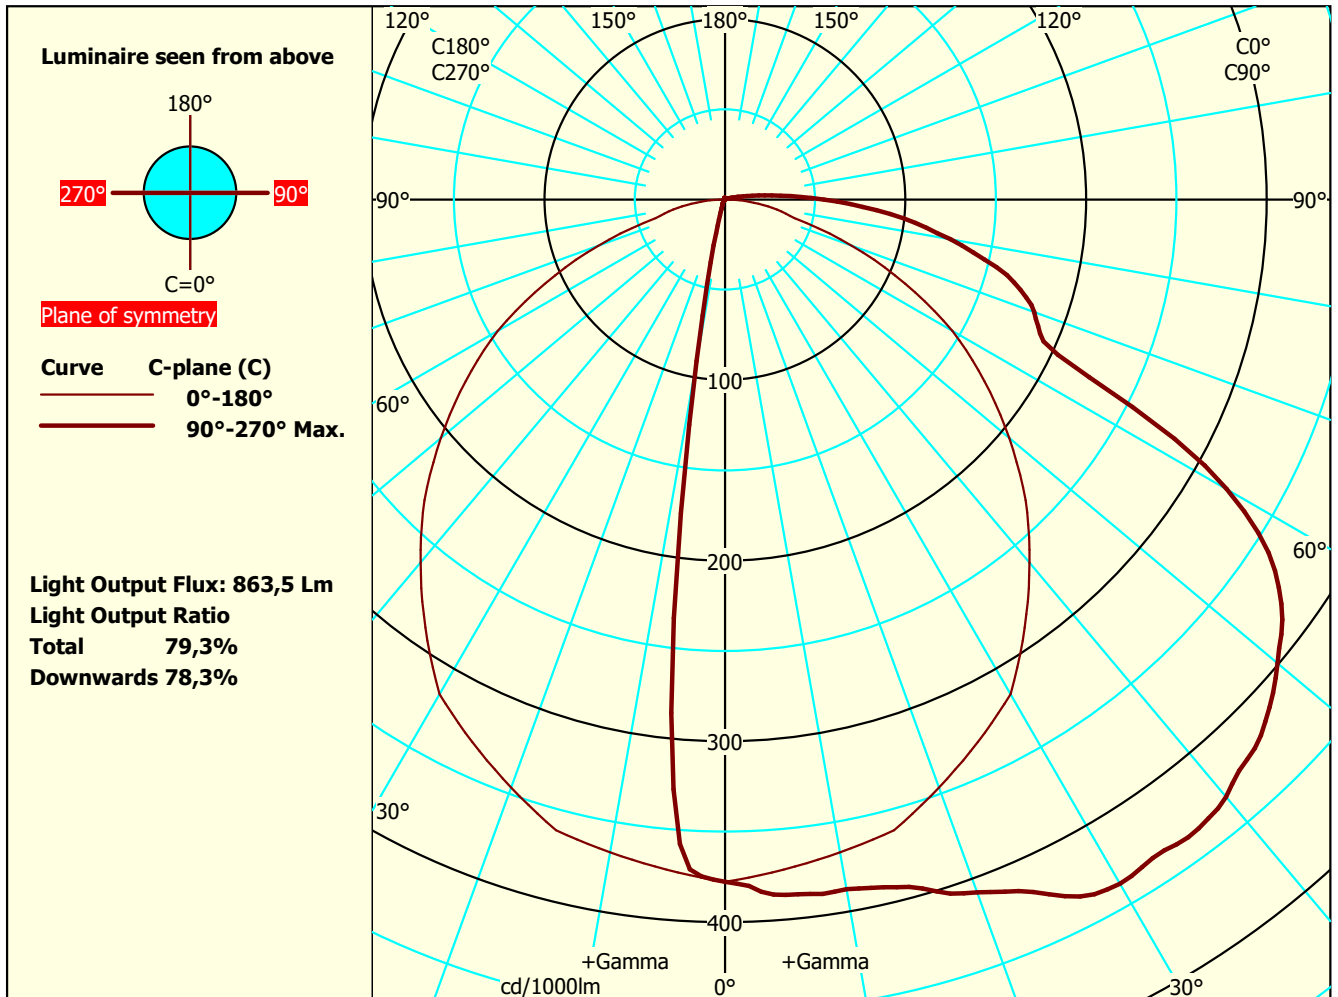 Luminaire seen from above
180°
270°
90°
C=0°
Plane of symmetry
Curve C-plane (C)
0°-180°
90°-270° Max.
Light Output Flux: 863,5 Lm
Light Output Ratio
Total 79,3%
Downwards 78,3%
120° 150° 180° 150° 120°
C180° C0°
C270° C90°
90° 90°
100
60°
200
60°
300
30°
400
+Gamma +Gamma
cd/1000lm 0° 30°